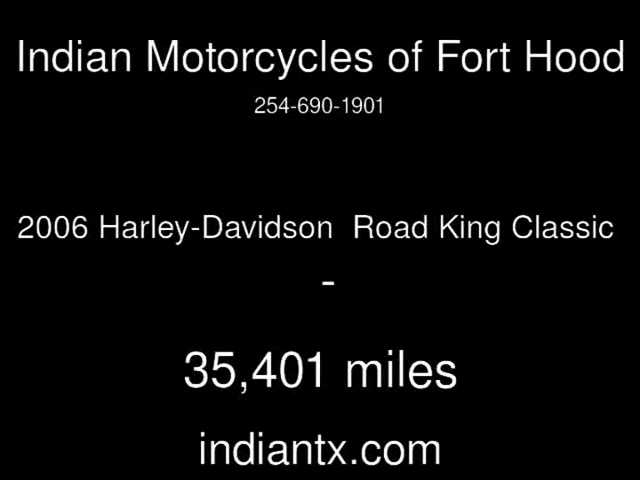 Indian Motorcycles of Fort Hood
254-690-1901
2006 Harley-Davidson  Road King Classic
-
35,401 miles
indiantx.com